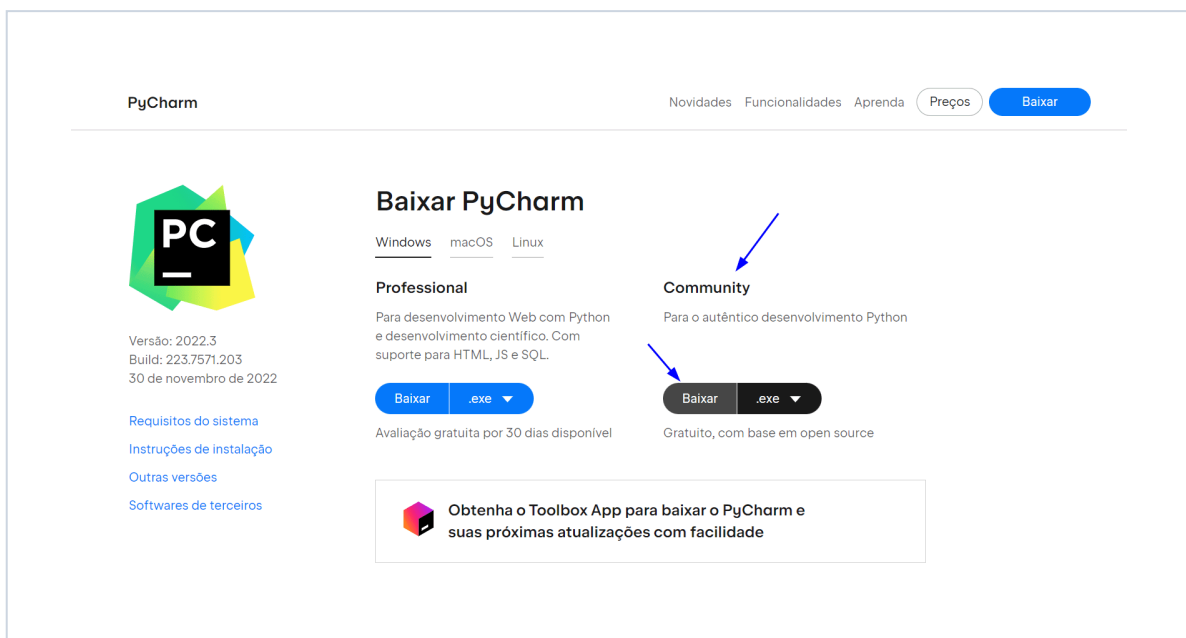 PyCharm
Novidades Funcionalidades Aprenda Preços Baixar
PC
Baixar PyCharm
Windows macOS Linux
Professional
Para desenvolvimento Web com Python
e desenvolvimento científico. Com
suporte para HTML, JS e SQL.
Baixar .exe
Avaliação gratuita por 30 dias disponível
Community
Para o autêntico desenvolvimento Python
Baixar .exe
Gratuito, com base em open source
Versão: 2022.3
Build: 223.7571.203
30 de novembro de 2022
Requisitos do sistema
Instruções de instalação
Outras versões
Softwares de terceiros
Obtenha o Toolbox App para baixar o PyCharm e
suas próximas atualizações com facilidade